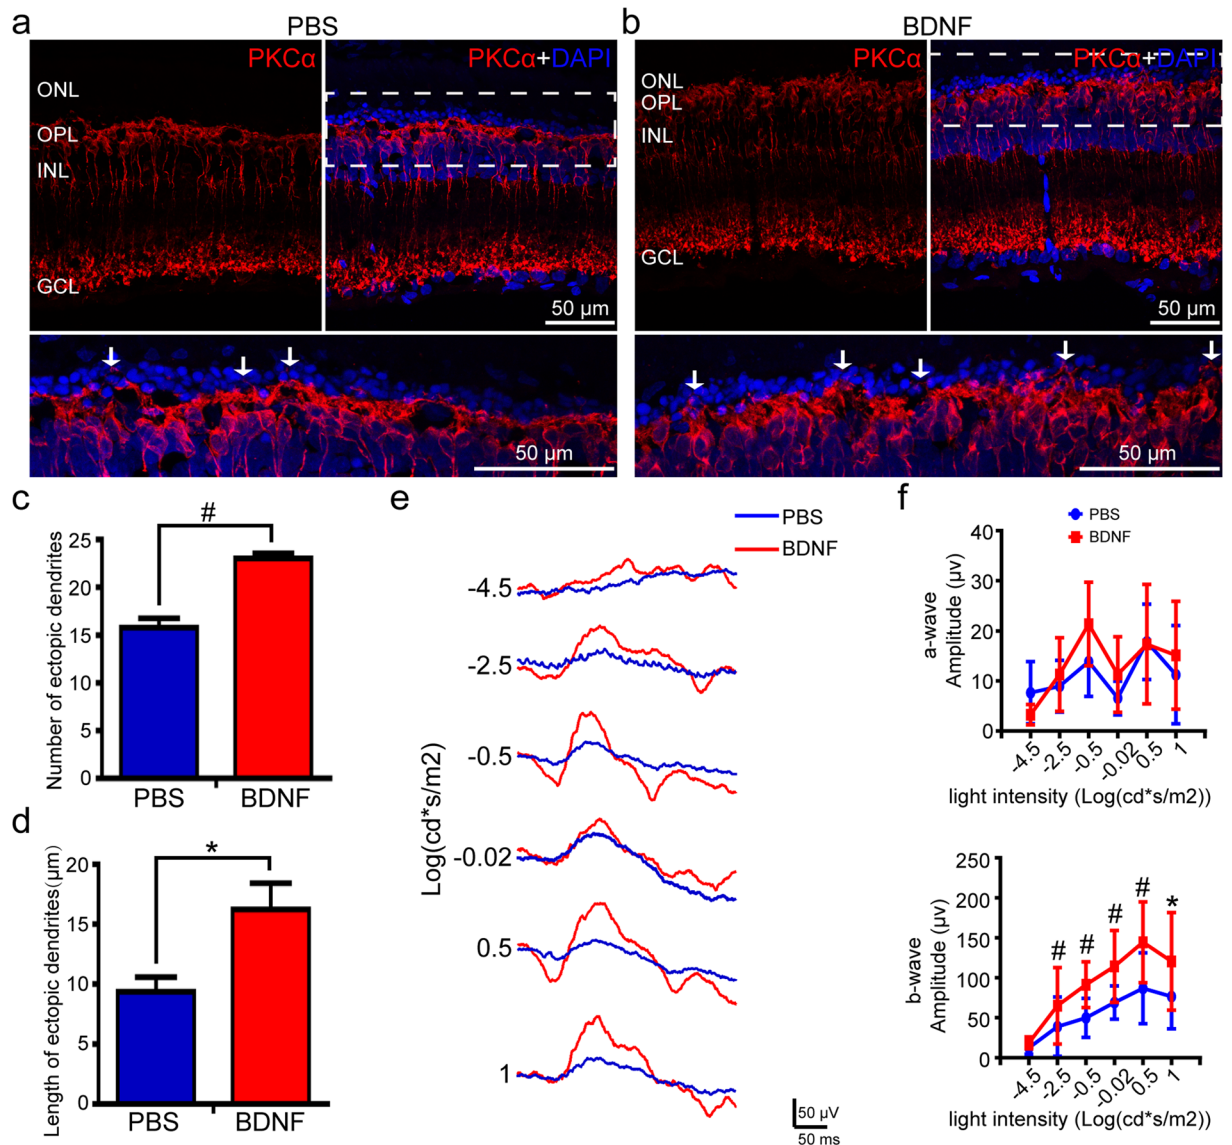 a
PBS
PKCα
PKCα+DAPI
ONL
OPL
INL
GCL
50 µm
50 µm
b
BDNF
PKCα
PKCα+DAPI
ONL
OPL
INL
GCL
50 µm
50 µm
c
#
Number of ectopic dendrites
25
20
15
10
5
0
PBS
BDNF
d
*
Length of ectopic dendrites(µm)
20
15
10
5
0
PBS
BDNF
e
PBS
BDNF
Log(cd*s/m2)
-4.5
-2.5
-0.5
-0.02
0.5
1
50 µV
50 ms
f
PBS
BDNF
a-wave
Amplitude (µv)
40
30
20
10
0
-4.5
-2.5
-0.5
-0.02
0.5
1
light intensity (Log(cd*s/m2))
b-wave
Amplitude (µv)
250
200
150
100
50
0
# # # # *
-4.5
-2.5
-0.5
-0.02
0.5
1
light intensity (Log(cd*s/m2))